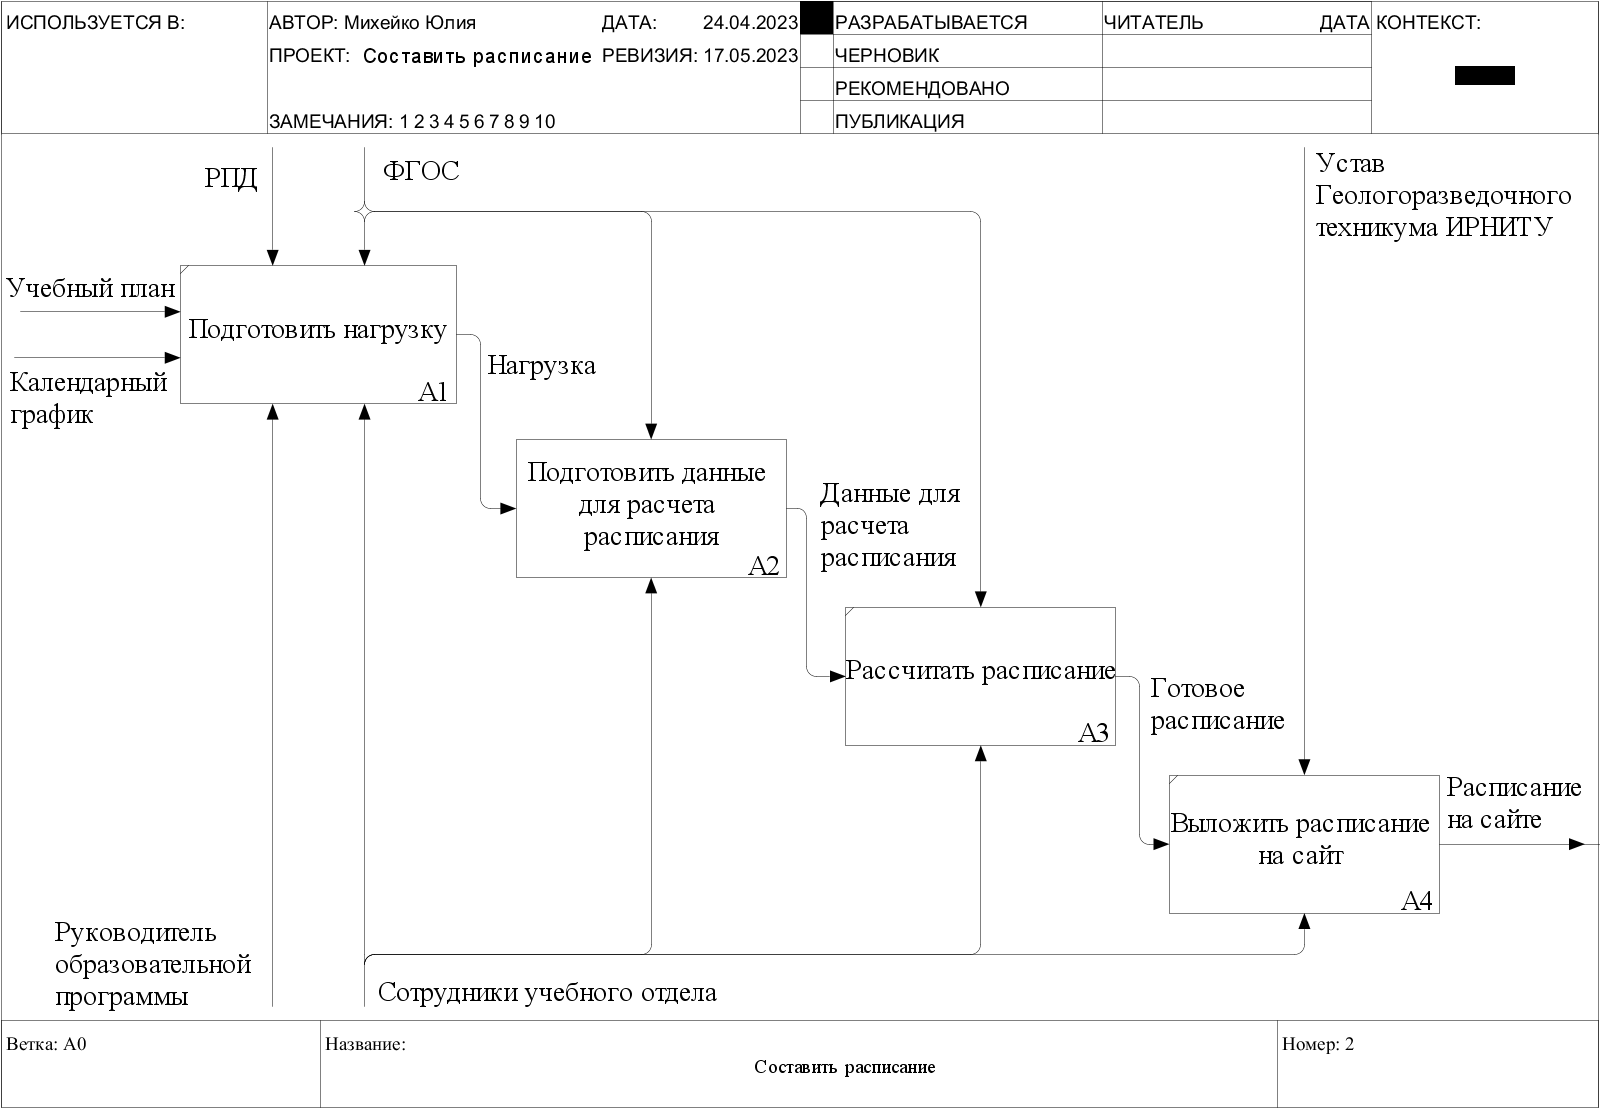 ИСПОЛЬЗУЕТСЯ В:
АВТОР: Михейко Юлия
ДАТА: 24.04.2023
РАЗРАБАТЫВАЕТСЯ
ЧИТАТЕЛЬ
ДАТА
КОНТЕКСТ:
ПРОЕКТ: Составить расписание
РЕВИЗИЯ: 17.05.2023
ЧЕРНОВИК
РЕКОМЕНДОВАНО
ЗАМЕЧАНИЯ: 1 2 3 4 5 6 7 8 9 10
ПУБЛИКАЦИЯ
РПД
ФГОС
Устав
Геологоразведочного
техникума ИРНИТУ
Учебный план
Подготовить нагрузку
A1
Календарный
график
Нагрузка
Подготовить данные
для расчета
расписания
A2
Данные для
расчета
расписания
Рассчитать расписание
A3
Готовое
расписание
Выложить расписание
на сайт
A4
Расписание
на сайте
Руководитель
образовательной
программы
Сотрудники учебного отдела
Ветка: A0
Название:
Составить расписание
Номер: 2